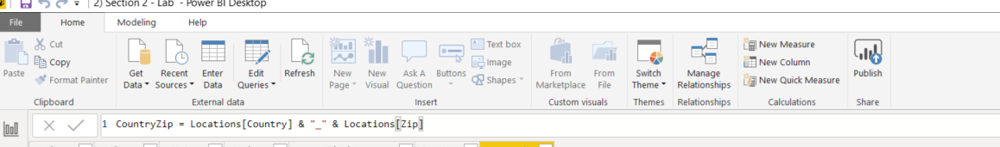 2) Section 2 - Lab - Power BI Desktop
File Home Modeling Help
Cut
Copy
Format Painter
Paste
Get Data
Recent Sources
Enter Data
Edit Queries
Refresh
New Page
New Visual
Ask A Question
Buttons
Text box
Image
Shapes
From Marketplace
From File
Switch Theme
Manage Relationships
New Measure
New Column
New Quick Measure
Publish
Clipboard External data Insert Custom visuals Themes Relationships Calculations Share
1 CountryZip = Locations[Country] & "_" & Locations[Zip]